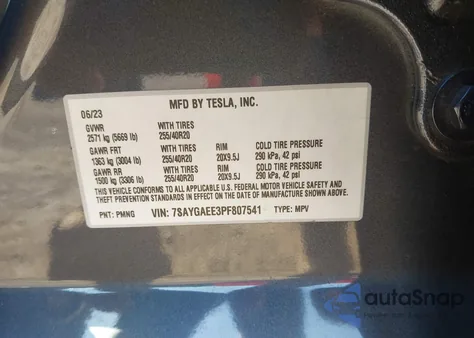 MFD BY TESLA, INC.
06/23
GVWR WITH TIRES
2571 kg (5669 lb) 255/40R20
GAWR FRT WITH TIRES RIM COLD TIRE PRESSURE
1363 kg (3004 lb) 255/40R20 20X9.5J 290 kPa, 42 psi
GAWR RR WITH TIRES RIM COLD TIRE PRESSURE
1500 kg (3306 lb) 255/40R20 20X9.5J 290 kPa, 42 psi
THIS VEHICLE CONFORMS TO ALL APPLICABLE U.S. FEDERAL MOTOR VEHICLE SAFETY AND
THEFT PREVENTION STANDARDS IN EFFECT ON THE DATE OF MANUFACTURE SHOWN ABOVE.
PNT: PMNG VIN: 7SAYGAEE3PF807541 TYPE: MPV
autoSnap